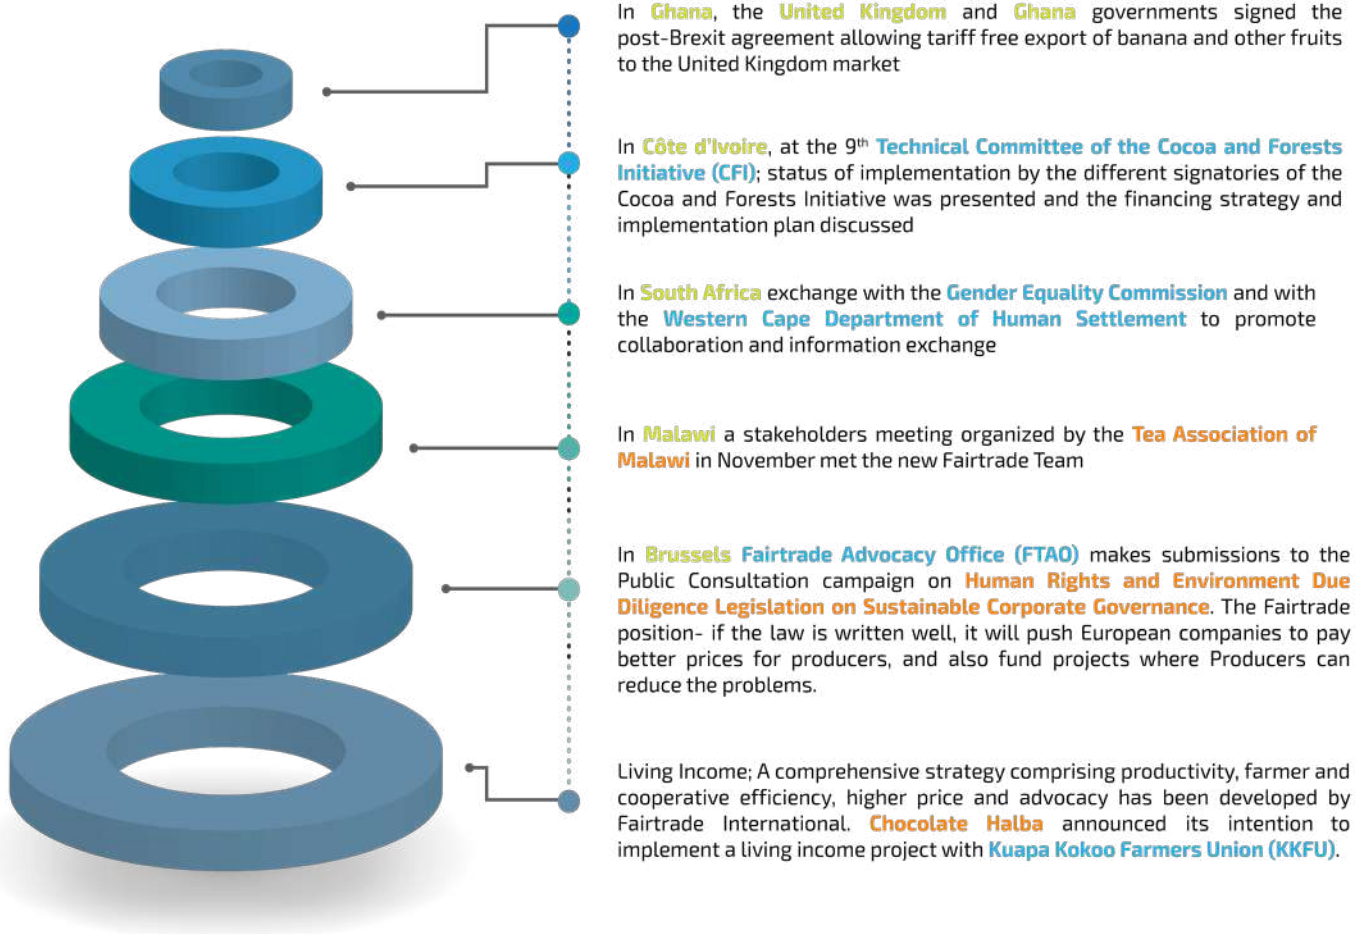 In Ghana, the United Kingdom and Ghana governments signed the
post-Brexit agreement allowing tariff free export of banana and other fruits
to the United Kingdom market
In Côte d'Ivoire, at the 9th Technical Committee of the Cocoa and Forests
Initiative (CFI); status of implementation by the different signatories of the
Cocoa and Forests Initiative was presented and the financing strategy and
implementation plan discussed
In South Africa exchange with the Gender Equality Commission and with
the Western Cape Department of Human Settlement to promote
collaboration and information exchange
In Malawi a stakeholders meeting organized by the Tea Association of
Malawi in November met the new Fairtrade Team
In Brussels Fairtrade Advocacy Office (FTAO) makes submissions to the
Public Consultation campaign on Human Rights and Environment Due
Diligence Legislation on Sustainable Corporate Governance. The Fairtrade
position- if the law is written well, it will push European companies to pay
better prices for producers, and also fund projects where Producers can
reduce the problems.
Living Income; A comprehensive strategy comprising productivity, farmer and
cooperative efficiency, higher price and advocacy has been developed by
Fairtrade International. Chocolate Halba announced its intention to
implement a living income project with Kuapa Kokoo Farmers Union (KKFU).